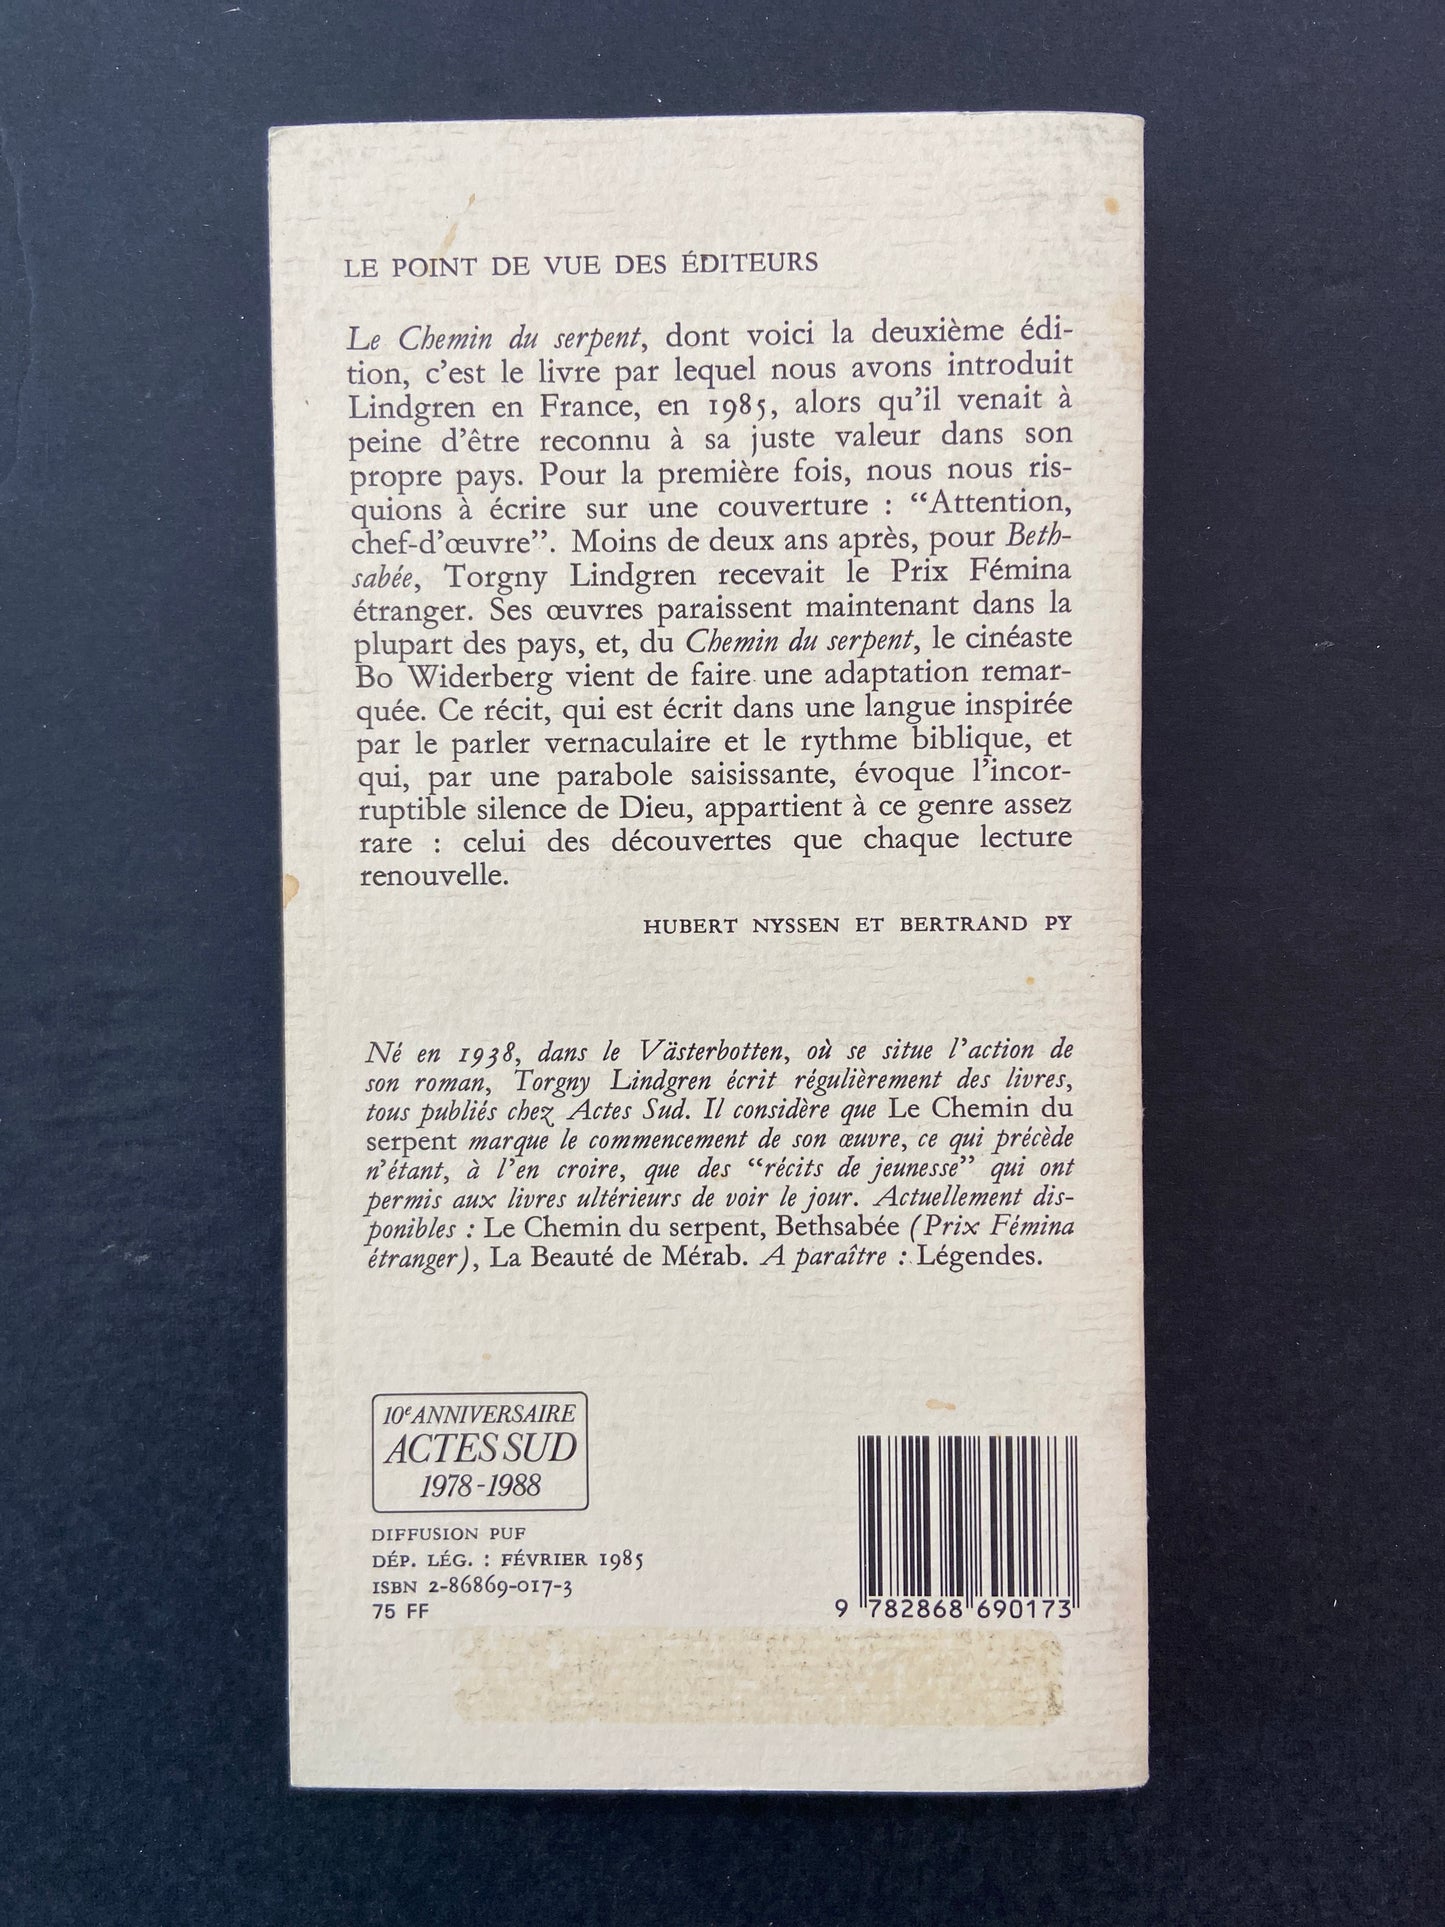 LE POINT DE VUE DES ÉDITEURS
Le Chemin du serpent, dont voici la deuxième édi-
tion, c'est le livre par lequel nous avons introduit
Lindgren en France, en 1985, alors qu'il venait à
peine d'être reconnu à sa juste valeur dans son
propre pays. Pour la première fois, nous nous ris-
quions à écrire sur une couverture : “Attention,
chef-d'œuvre”. Moins de deux ans après, pour Beth-
sabée, Torgny Lindgren recevait le Prix Fémina
étranger. Ses œuvres paraissent maintenant dans la
plupart des pays, et, du Chemin du serpent, le cinéaste
Bo Widerberg vient de faire une adaptation remar-
quée. Ce récit, qui est écrit dans une langue inspirée
par le parler vernaculaire et le rythme biblique, et
qui, par une parabole saisissante, évoque l'incor-
ruptible silence de Dieu, appartient à ce genre assez
rare : celui des découvertes que chaque lecture
renouvelle.
HUBERT NYSSEN ET BERTRAND PY
Né en 1938, dans le Västerbotten, où se situe l'action de
son roman, Torgny Lindgren écrit régulièrement des livres,
tous publiés chez Actes Sud. Il considère que Le Chemin du
serpent marque le commencement de son œuvre, ce qui précède
n'étant, à l'en croire, que des “récits de jeunesse” qui ont
permis aux livres ultérieurs de voir le jour. Actuellement dis-
ponibles : Le Chemin du serpent, Bethsabée (Prix Fémina
étranger), La Beauté de Mérab. A paraître : Légendes.
10e ANNIVERSAIRE
ACTES SUD
1978-1988
DIFFUSION PUF
DÉP. LÉG. : FÉVRIER 1985
ISBN 2-86869-017-3
75 FF
9 782868 690173